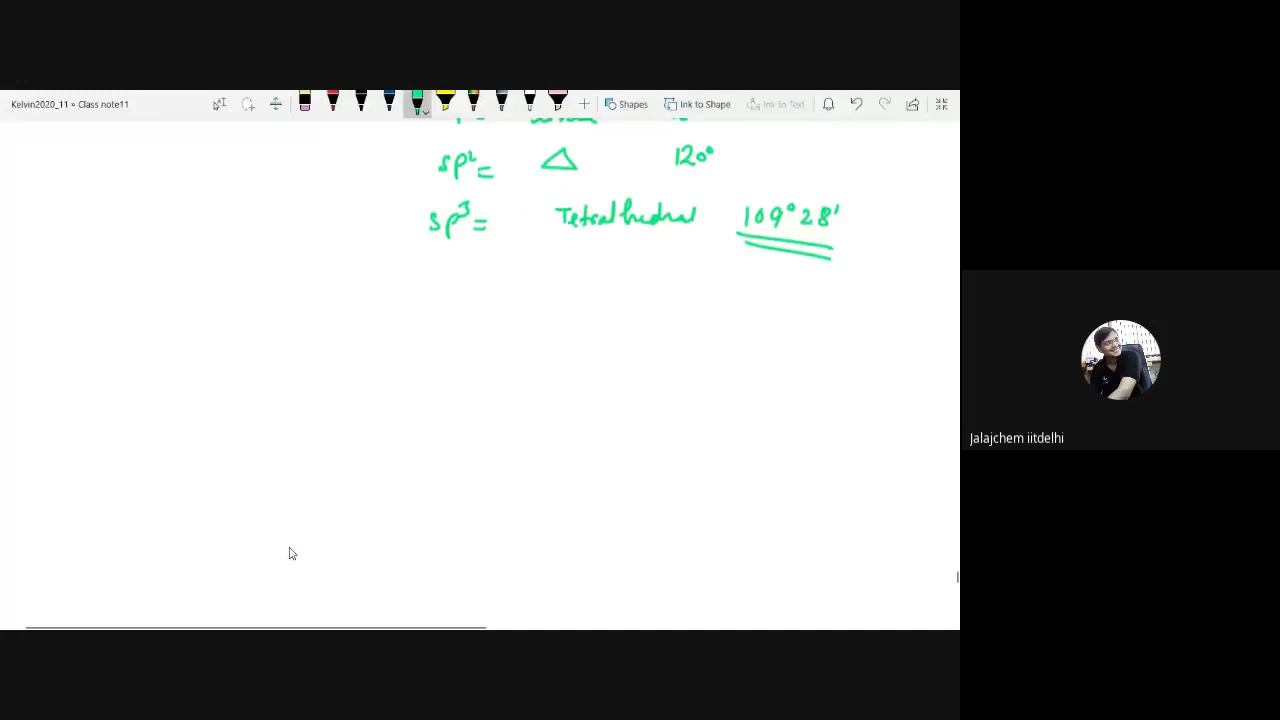 Kelvin2020_11 » Class note11
Shapes
Ink to Shape
Ink to Text
sp² = △ 120°
sp³ = Tetrahedral 109°28'
Jalajchem iitdelhi